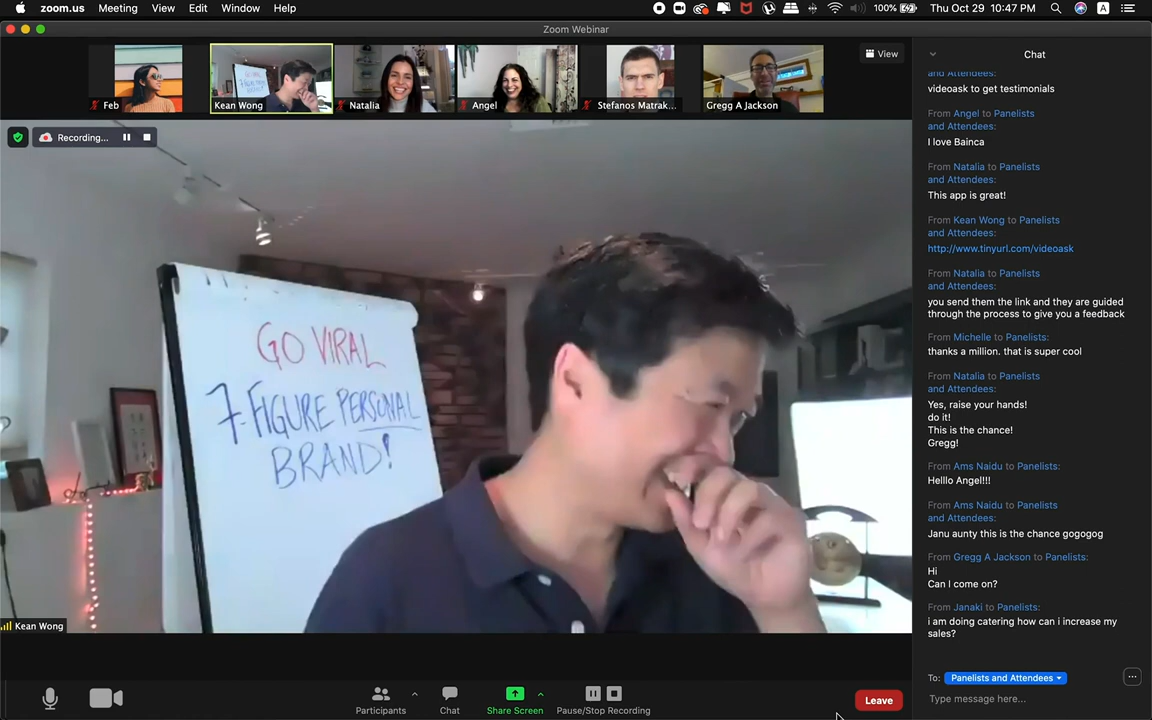 zoom.us Meeting View Edit Window Help
100% Thu Oct 29 10:47 PM A
Zoom Webinar
View
Feb
Kean Wong
Natalia
Angel
Stefanos Matrak...
Gregg A Jackson
Recording...
GO VIRAL
7-FIGURE PERSONAL
BRAND!
Kean Wong
Chat
and Attendees:
videoask to get testimonials
From Angel to Panelists
and Attendees:
I love Bainca
From Natalia to Panelists
and Attendees:
This app is great!
From Kean Wong to Panelists
and Attendees:
http://www.tinyurl.com/videoask
From Natalia to Panelists
and Attendees:
you send them the link and they are guided
through the process to give you a feedback
From Michelle to Panelists:
thanks a million. that is super cool
From Natalia to Panelists
and Attendees:
Yes, raise your hands!
do it!
This is the chance!
Gregg!
From Ams Naidu to Panelists:
Helllo Angel!!!
From Ams Naidu to Panelists
and Attendees:
Janu aunty this is the chance gogogog
From Gregg A Jackson to Panelists:
Hi
Can I come on?
From Janaki to Panelists:
i am doing catering how can i increase my
sales?
To: Panelists and Attendees
Type message here...
Participants
Chat
Share Screen
Pause/Stop Recording
Leave